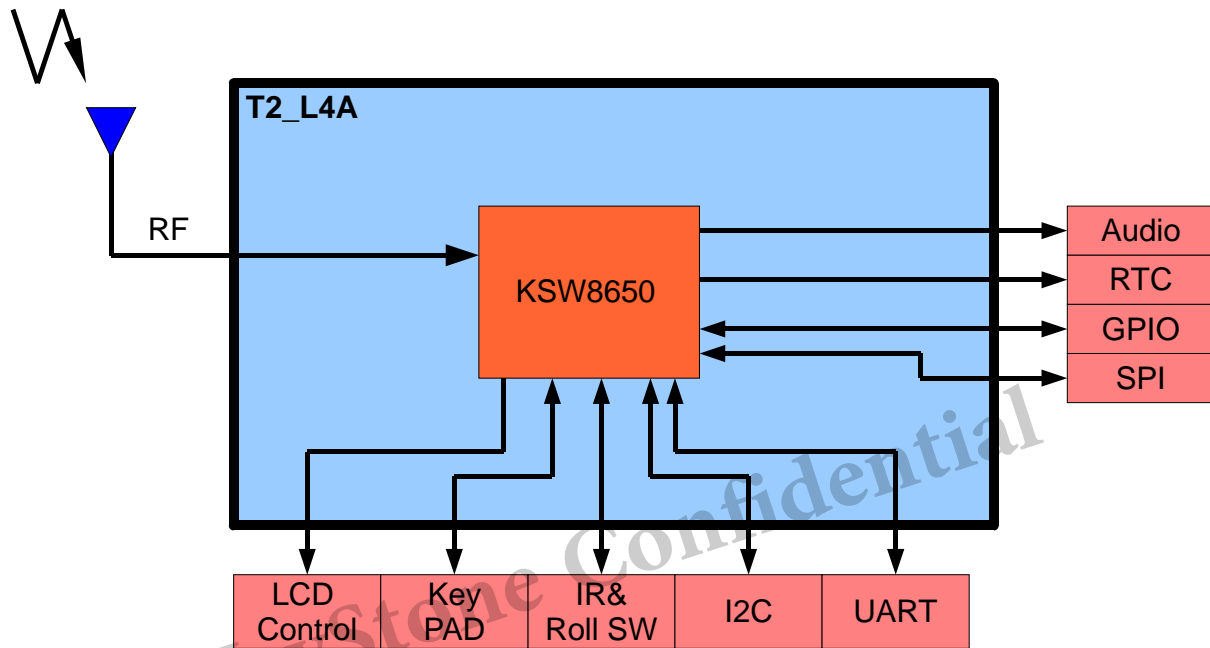 T2_L4A
RF
KSW8650
Audio
RTC
GPIO
SPI
LCD
Control
Key
PAD
IR&
Roll SW
I2C
UART
Confidential